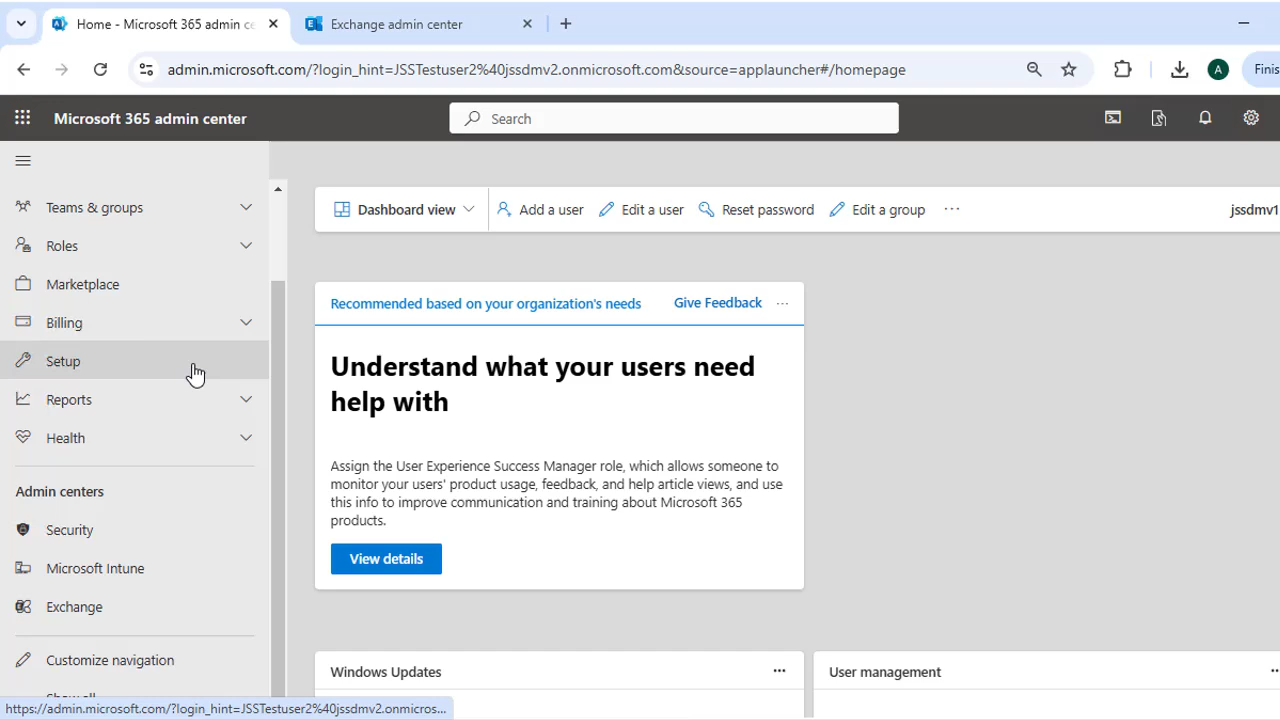 Home - Microsoft 365 admin ce
Exchange admin center
admin.microsoft.com/?login_hint=JSSTestuser2%40jssdmv2.onmicrosoft.com&source=applauncher#/homepage
A
Finis
Microsoft 365 admin center
Search
Teams & groups
Roles
Marketplace
Billing
Setup
Reports
Health
Admin centers
Security
Microsoft Intune
Exchange
Customize navigation
Show all
Dashboard view
Add a user
Edit a user
Reset password
Edit a group
jssdmv1
Recommended based on your organization's needs
Give Feedback
Understand what your users need
help with
Assign the User Experience Success Manager role, which allows someone to
monitor your users' product usage, feedback, and help article views, and use
this info to improve communication and training about Microsoft 365
products.
View details
Windows Updates
User management
https://admin.microsoft.com/?login_hint=JSSTestuser2%40jssdmv2.onmicros...